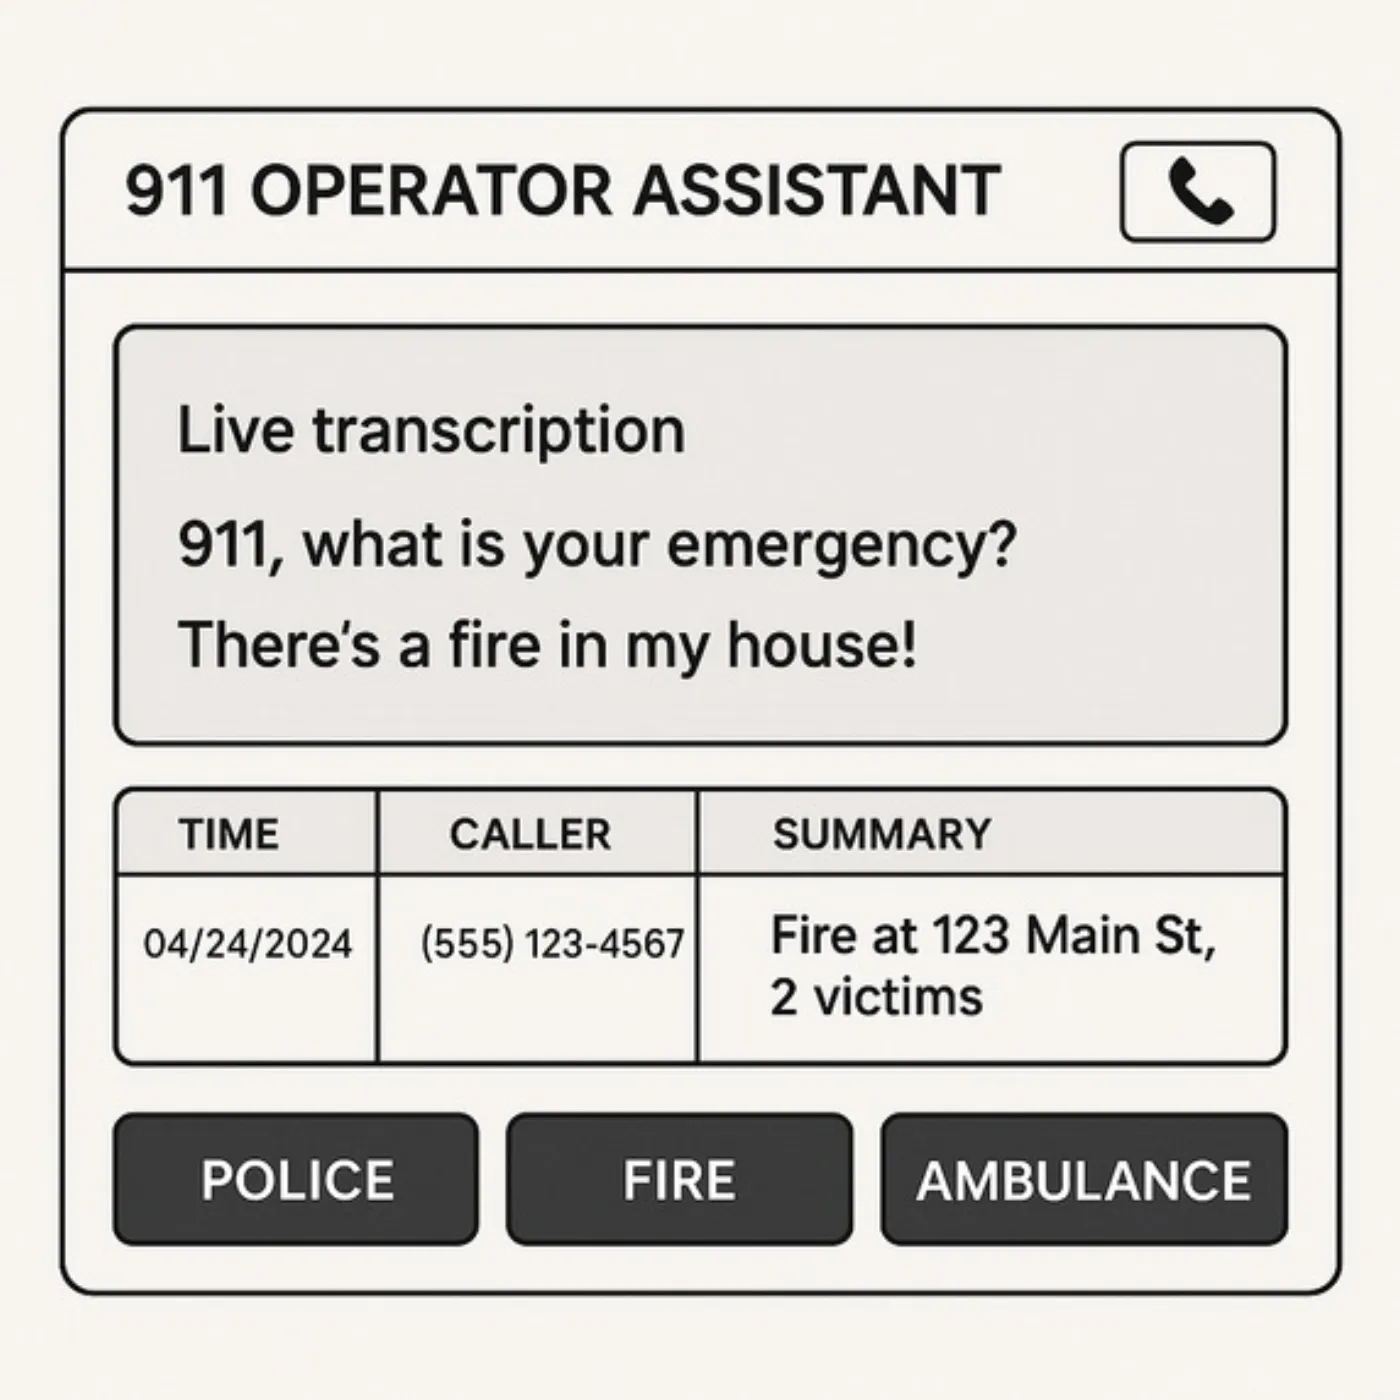 911 OPERATOR ASSISTANT
Live transcription
911, what is your emergency?
There's a fire in my house!
TIME CALLER SUMMARY
04/24/2024 (555) 123-4567 Fire at 123 Main St,
2 victims
POLICE FIRE AMBULANCE